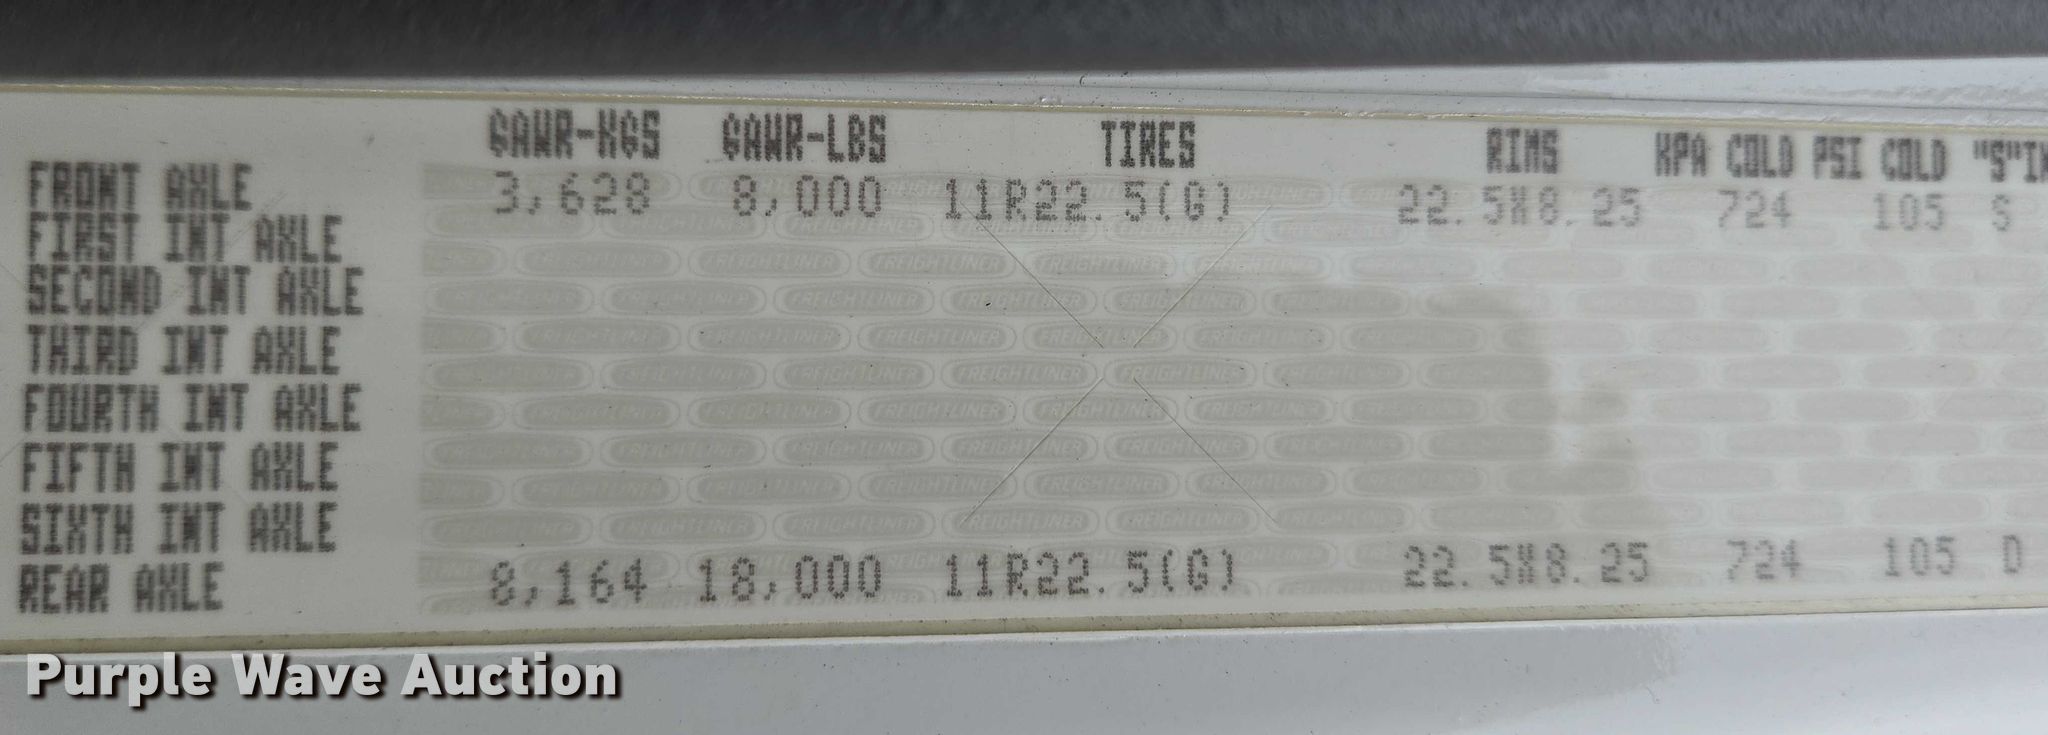 GAWR-KGS GAWR-LBS TIRES RIMS KPA COLD PSI COLD
FRONT AXLE 3,628 8,000 11R22.5(G) 22.5X8.25 724 105 S
FIRST INT AXLE
SECOND INT AXLE
THIRD INT AXLE
FOURTH INT AXLE
FIFTH INT AXLE
SIXTH INT AXLE
REAR AXLE 8,164 18,000 11R22.5(G) 22.5X8.25 724 105 D
Purple Wave Auction